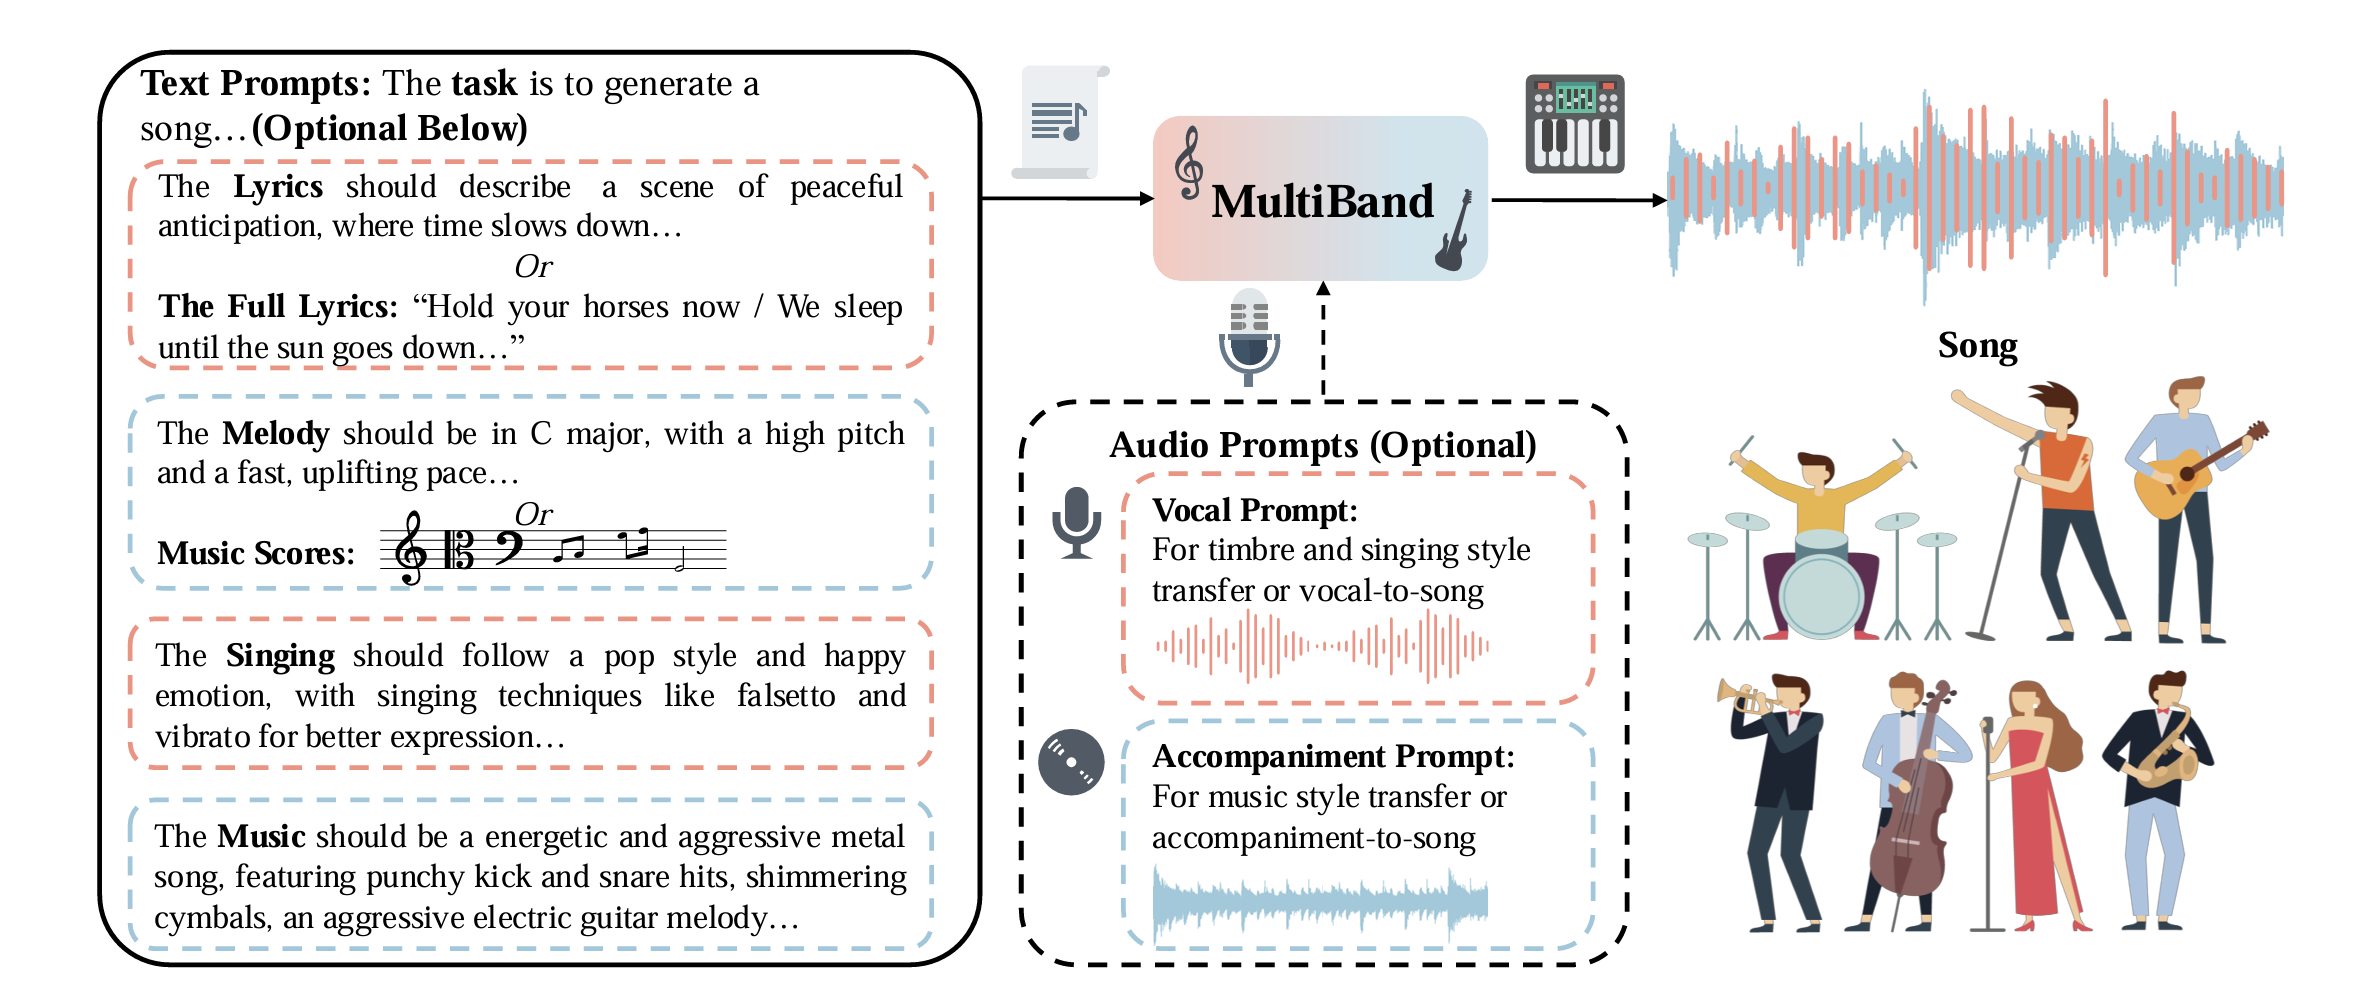 Text Prompts: The task is to generate a
song…(Optional Below)
The Lyrics should describe a scene of peaceful
anticipation, where time slows down…
Or
The Full Lyrics: “Hold your horses now / We sleep
until the sun goes down…”
The Melody should be in C major, with a high pitch
and a fast, uplifting pace…
Or
Music Scores:
The Singing should follow a pop style and happy
emotion, with singing techniques like falsetto and
vibrato for better expression…
The Music should be a energetic and aggressive metal
song, featuring punchy kick and snare hits, shimmering
cymbals, an aggressive electric guitar melody…
MultiBand
Audio Prompts (Optional)
Vocal Prompt:
For timbre and singing style
transfer or vocal-to-song
Accompaniment Prompt:
For music style transfer or
accompaniment-to-song
Song